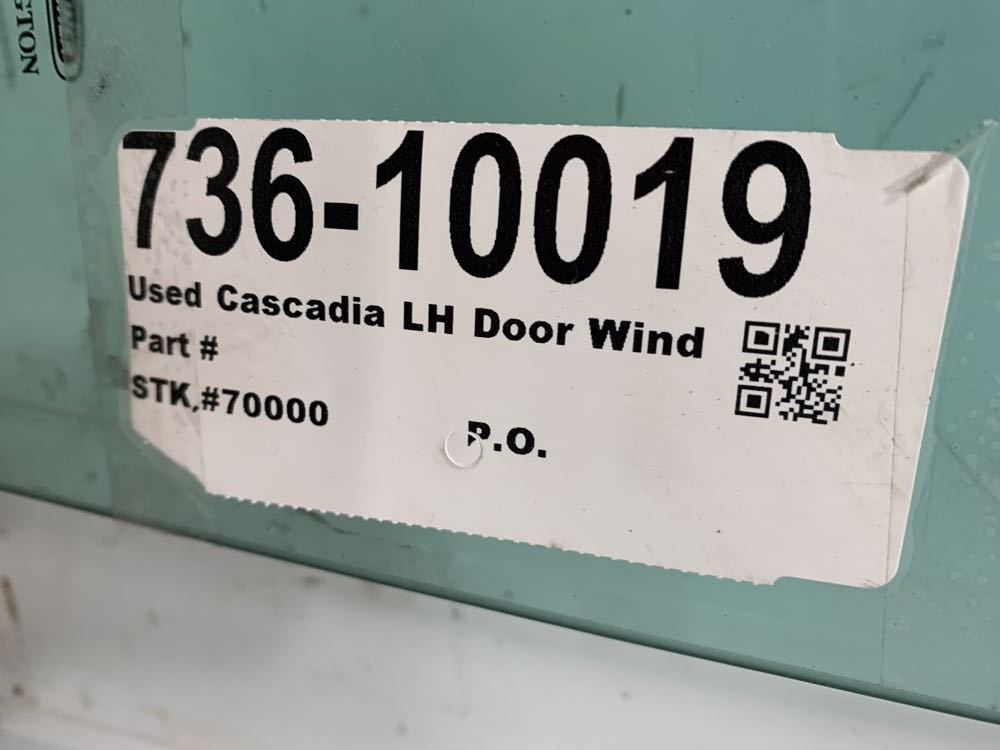 736-10019
Used Cascadia LH Door Wind
Part #
STK.#70000
P.O.